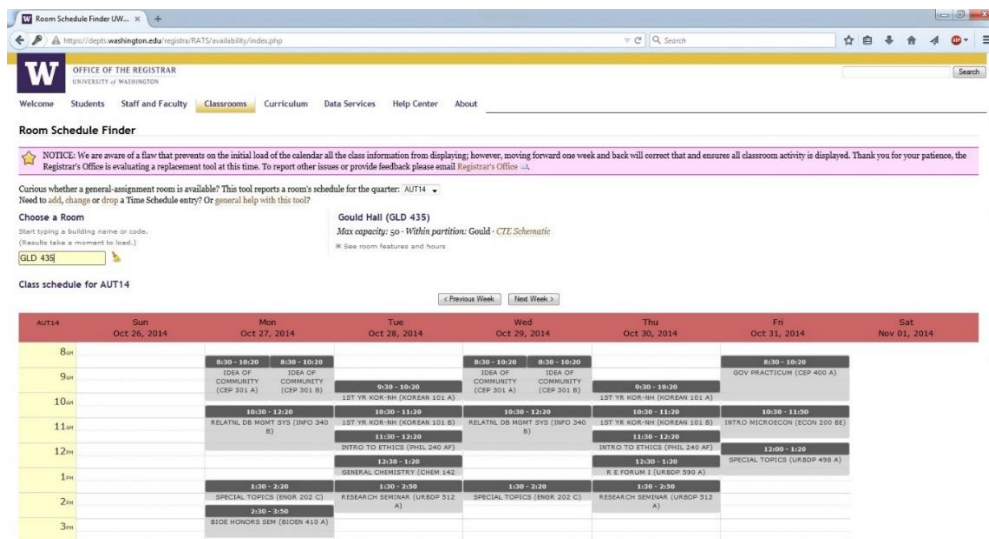 Room Schedule Finder UW...
https://depts.washington.edu/registra/RATS/availability/index.php
Search
W
OFFICE OF THE REGISTRAR
UNIVERSITY of WASHINGTON
Search
Welcome Students Staff and Faculty Classrooms Curriculum Data Services Help Center About
Room Schedule Finder
NOTICE: We are aware of a flaw that prevents on the initial load of the calendar all the class information from displaying; however, moving forward one week and back will correct that and ensures all classroom activity is displayed. Thank you for your patience, the
Registrar's Office is evaluating a replacement tool at this time. To report other issues or provide feedback please email Registrar's Office
Curious whether a general-assignment room is available? This tool reports a room's schedule for the quarter: AUT14
Need to add, change or drop a Time Schedule entry? Or general help with this tool?
Choose a Room
Start typing a building name or code.
(Results take a moment to load.)
GLD 435
Gould Hall (GLD 435)
Max capacity: 50 - Within partition: Gould - CTE Schematic
See room features and hours
Class schedule for AUT14
< Previous Week Next Week >
AUT14 Sun Mon Tue Wed Thu Fri Sat
Oct 26, 2014 Oct 27, 2014 Oct 28, 2014 Oct 29, 2014 Oct 30, 2014 Oct 31, 2014 Nov 01, 2014
8AM
8:30 - 10:20 8:30 - 10:20 8:30 - 10:20 8:30 - 10:20 8:30 - 10:20
IDEA OF IDEA OF IDEA OF IDEA OF GOV PRACTICUM (CEP 400 A)
9AM COMMUNITY COMMUNITY COMMUNITY COMMUNITY
(CEP 301 A) (CEP 301 B) 9:30 - 10:20 (CEP 301 A) (CEP 301 B) 9:30 - 10:20
10AM 1ST YR KOR-NH (KOREAN 101 A) 1ST YR KOR-NH (KOREAN 101 A)
10:30 - 12:20 10:30 - 11:20 10:30 - 12:20 10:30 - 11:20 10:30 - 11:50
RELATNL DB MGMT SYS (INFO 340 1ST YR KOR-NH (KOREAN 101 B) RELATNL DB MGMT SYS (INFO 340 1ST YR KOR-NH (KOREAN 101 B) INTRO MICROECON (ECON 200 BE)
11AM B) 11:30 - 12:20 B) 11:30 - 12:20
INTRO TO ETHICS (PHIL 240 AF) INTRO TO ETHICS (PHIL 240 AF) 12:00 - 1:20
12PM 12:30 - 1:20 12:30 - 1:20 SPECIAL TOPICS (URBDP 498 A)
GENERAL CHEMISTRY (CHEM 142 R E FORUM I (URBDP 590 A)
1PM
1:30 - 2:20 1:30 - 2:50 1:30 - 2:20 1:30 - 2:50
SPECIAL TOPICS (ENGR 202 C) RESEARCH SEMINAR (URBDP 512 SPECIAL TOPICS (ENGR 202 C) RESEARCH SEMINAR (URBDP 512
2PM A) A)
2:30 - 3:50
BIOE HONORS SEM (BIOEN 410 A)
3PM